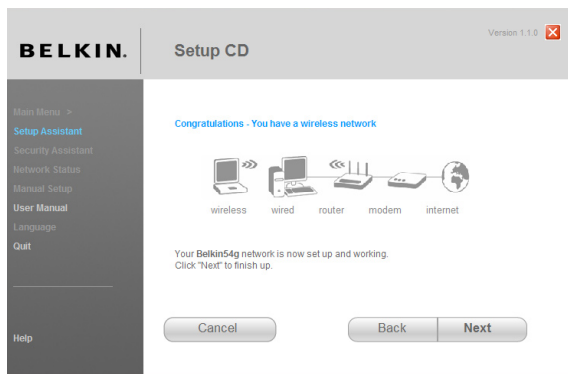 BELKIN.
Setup CD
Version 1.1.0
Main Menu >
Setup Assistant
Security Assistant
Network Status
Manual Setup
User Manual
Language
Quit
Help
Congratulations - You have a wireless network
wireless wired router modem internet
Your Belkin54g network is now set up and working.
Click "Next" to finish up.
Cancel
Back
Next